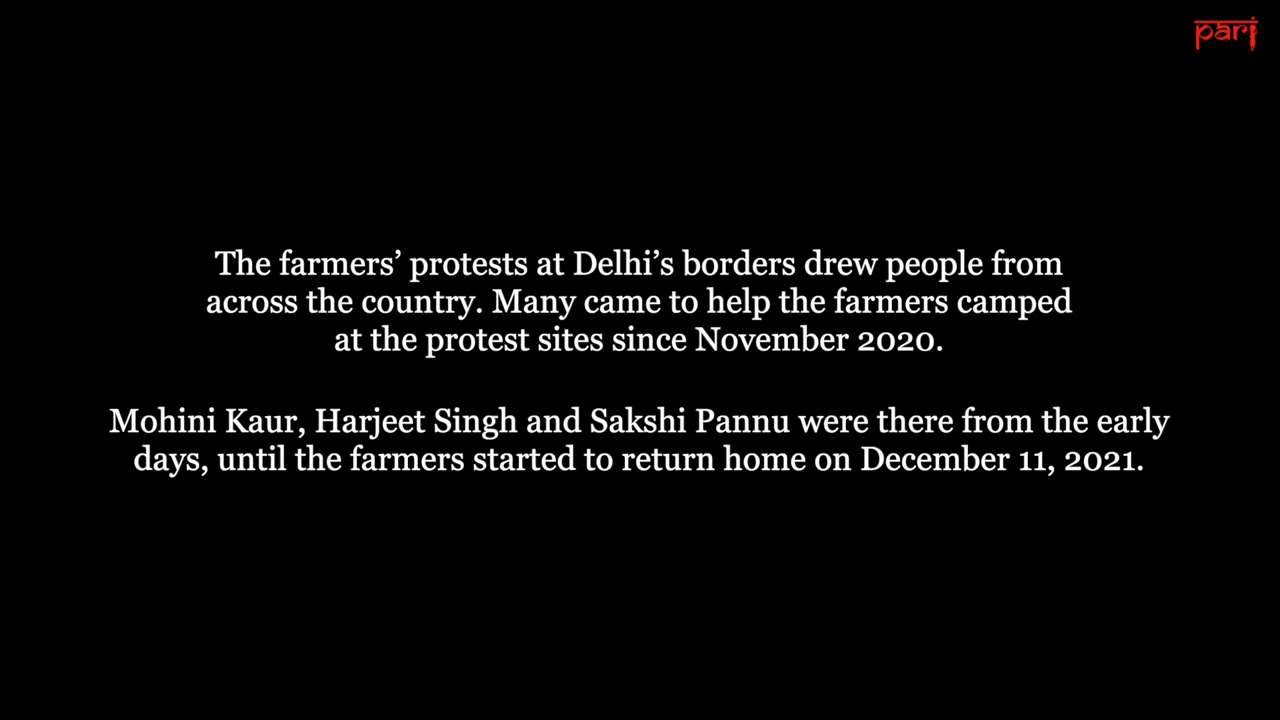 pari
The farmers’ protests at Delhi’s borders drew people from
across the country. Many came to help the farmers camped
at the protest sites since November 2020.
Mohini Kaur, Harjeet Singh and Sakshi Pannu were there from the early
days, until the farmers started to return home on December 11, 2021.